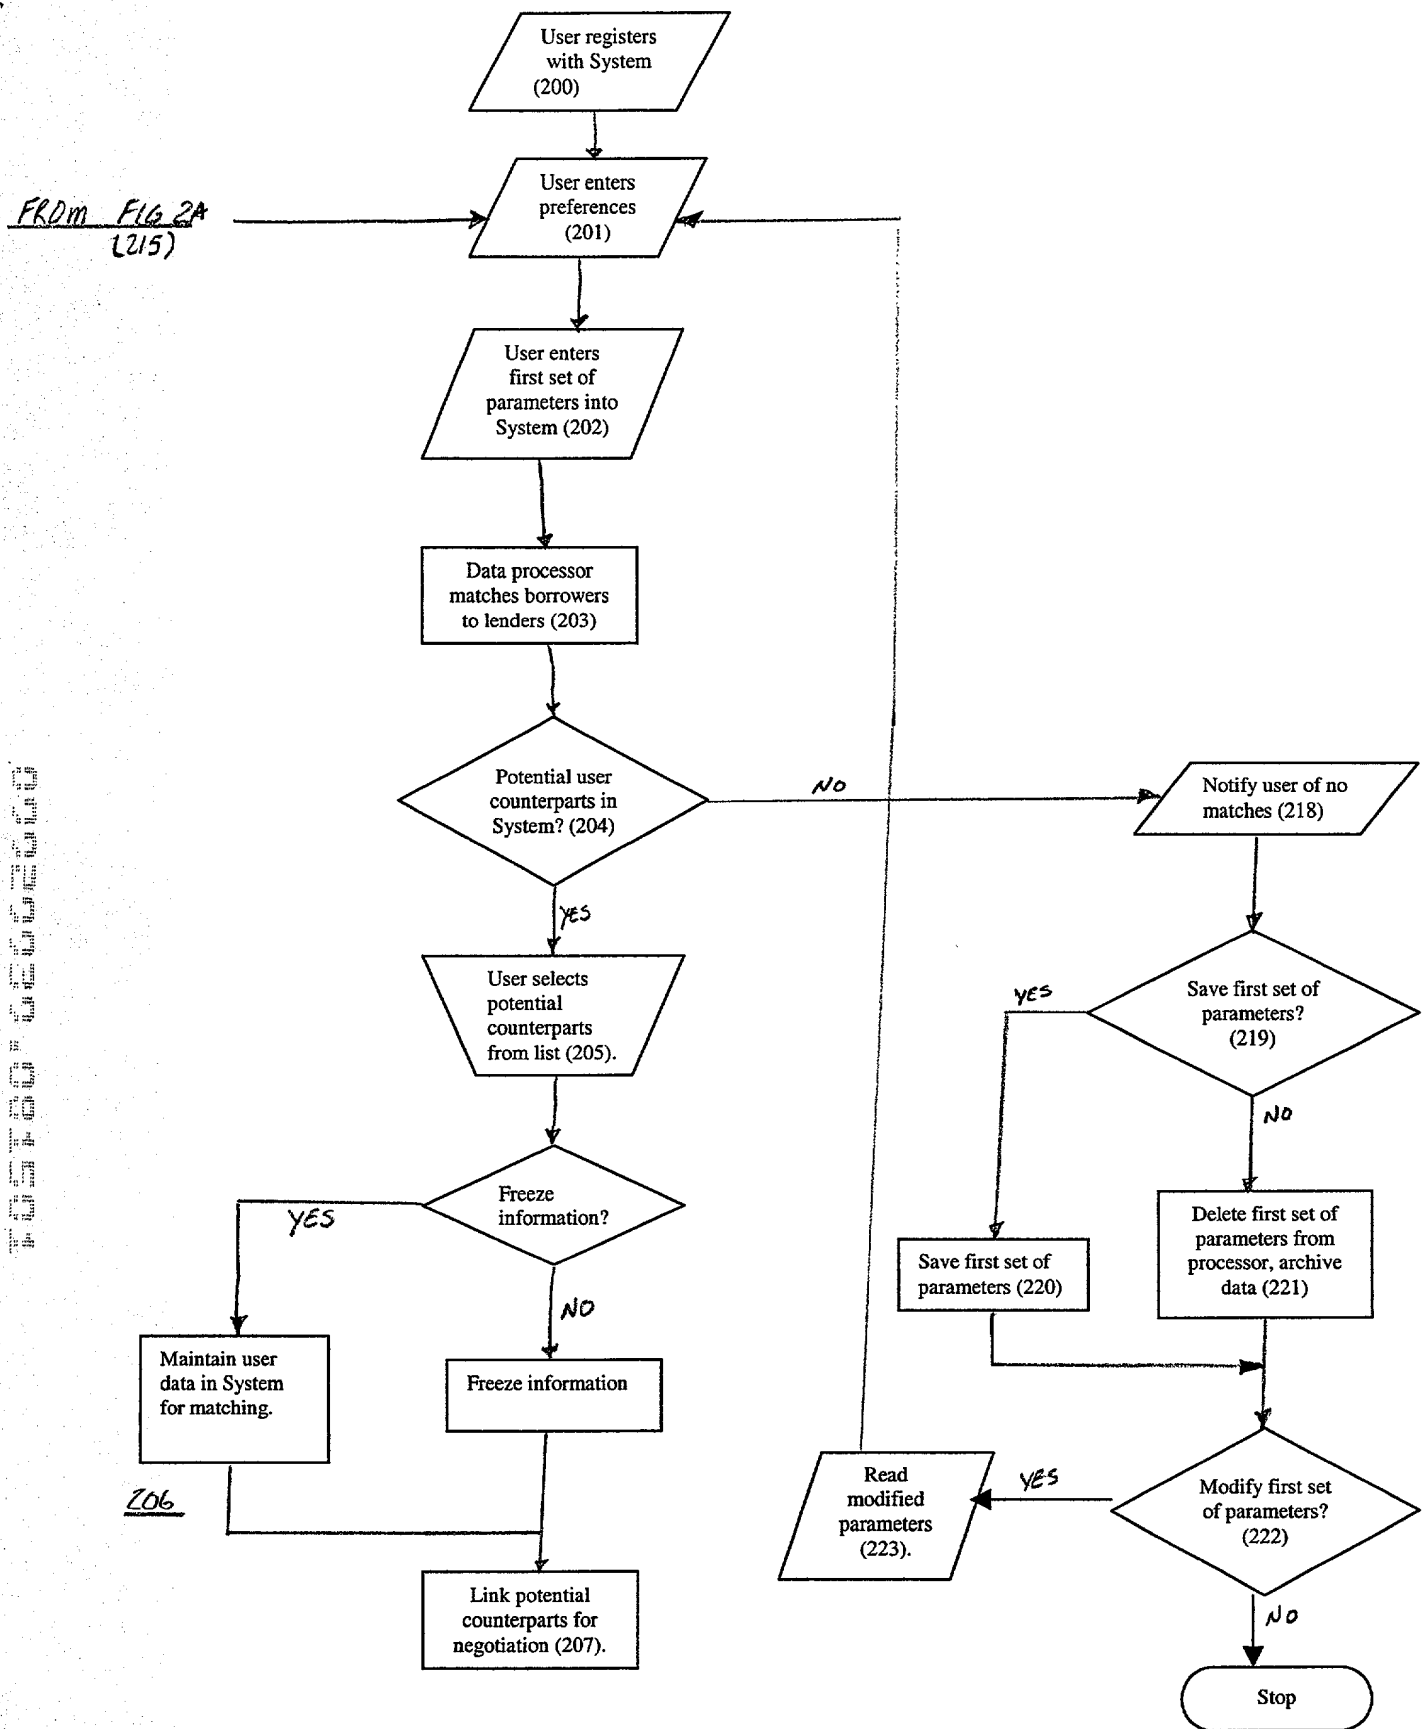 User registers
with System
(200)
FROM FIG 2A
(215)
User enters
preferences
(201)
User enters
first set of
parameters into
System (202)
Data processor
matches borrowers
to lenders (203)
Potential user
counterparts in
System? (204)
NO
Notify user of no
matches (218)
YES
User selects
potential
counterparts
from list (205).
YES
Save first set of
parameters?
(219)
NO
Freeze
information?
YES
NO
Save first set of
parameters (220)
Delete first set of
parameters from
processor, archive
data (221)
Maintain user
data in System
for matching.
Freeze information
206
Read
modified
parameters
(223).
YES
Modify first set
of parameters?
(222)
NO
Link potential
counterparts for
negotiation (207).
Stop